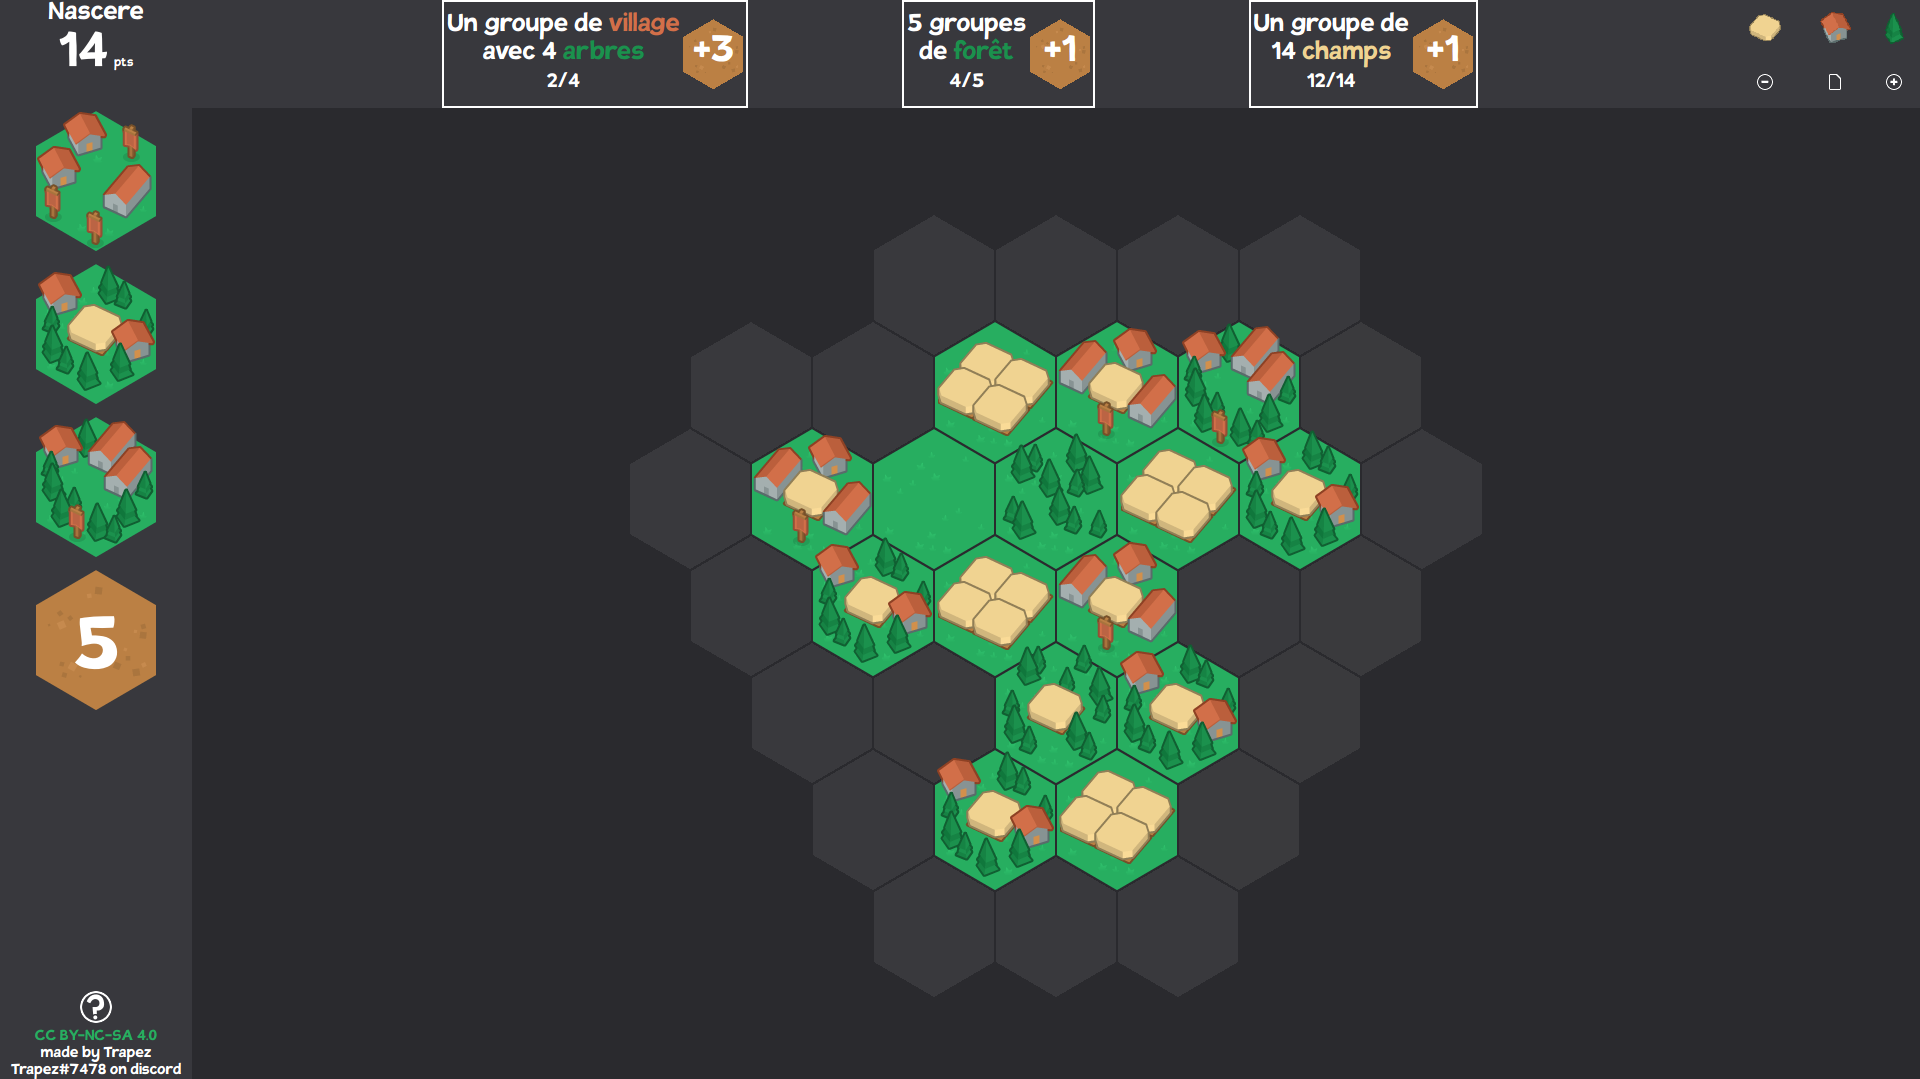 Nascere
14 pts
Un groupe de village
avec 4 arbres
2/4
+3
5 groupes
de forêt
4/5
+1
Un groupe de
14 champs
12/14
+1
5
?
CC BY-NC-SA 4.0
made by Trapez
Trapez#7478 on discord